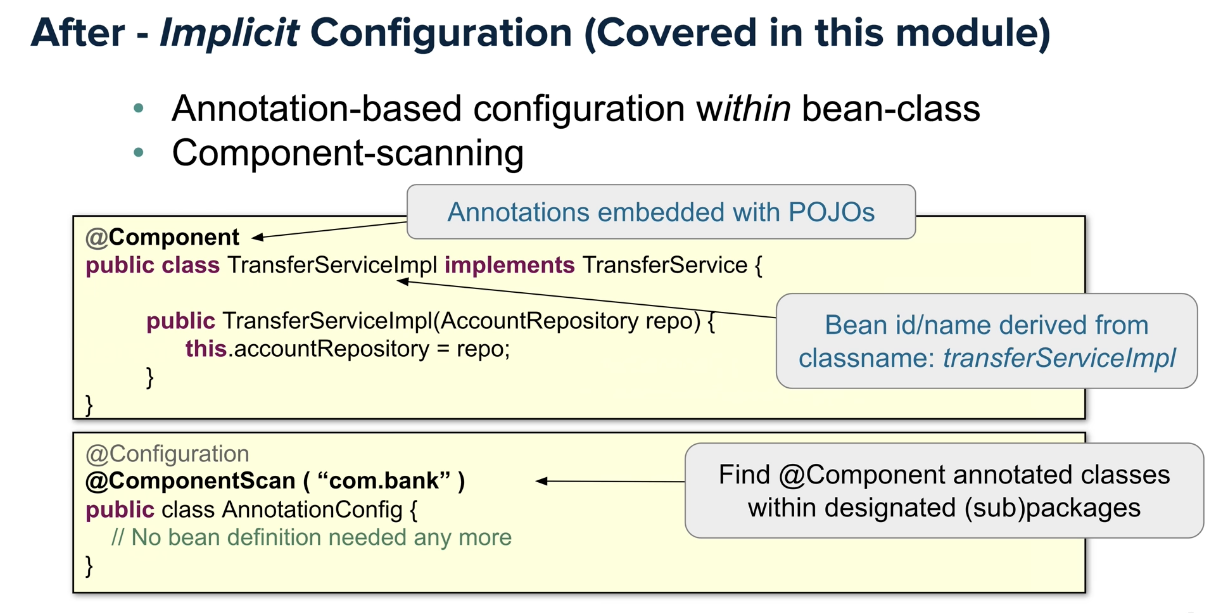 After - Implicit Configuration (Covered in this module)
• Annotation-based configuration within bean-class
• Component-scanning
Annotations embedded with POJOs
@Component
public class TransferServiceImpl implements TransferService {
public TransferServiceImpl(AccountRepository repo) {
this.accountRepository = repo;
}
}
Bean id/name derived from
classname: transferServiceImpl
@Configuration
@ComponentScan ( “com.bank” )
public class AnnotationConfig {
// No bean definition needed any more
}
Find @Component annotated classes
within designated (sub)packages